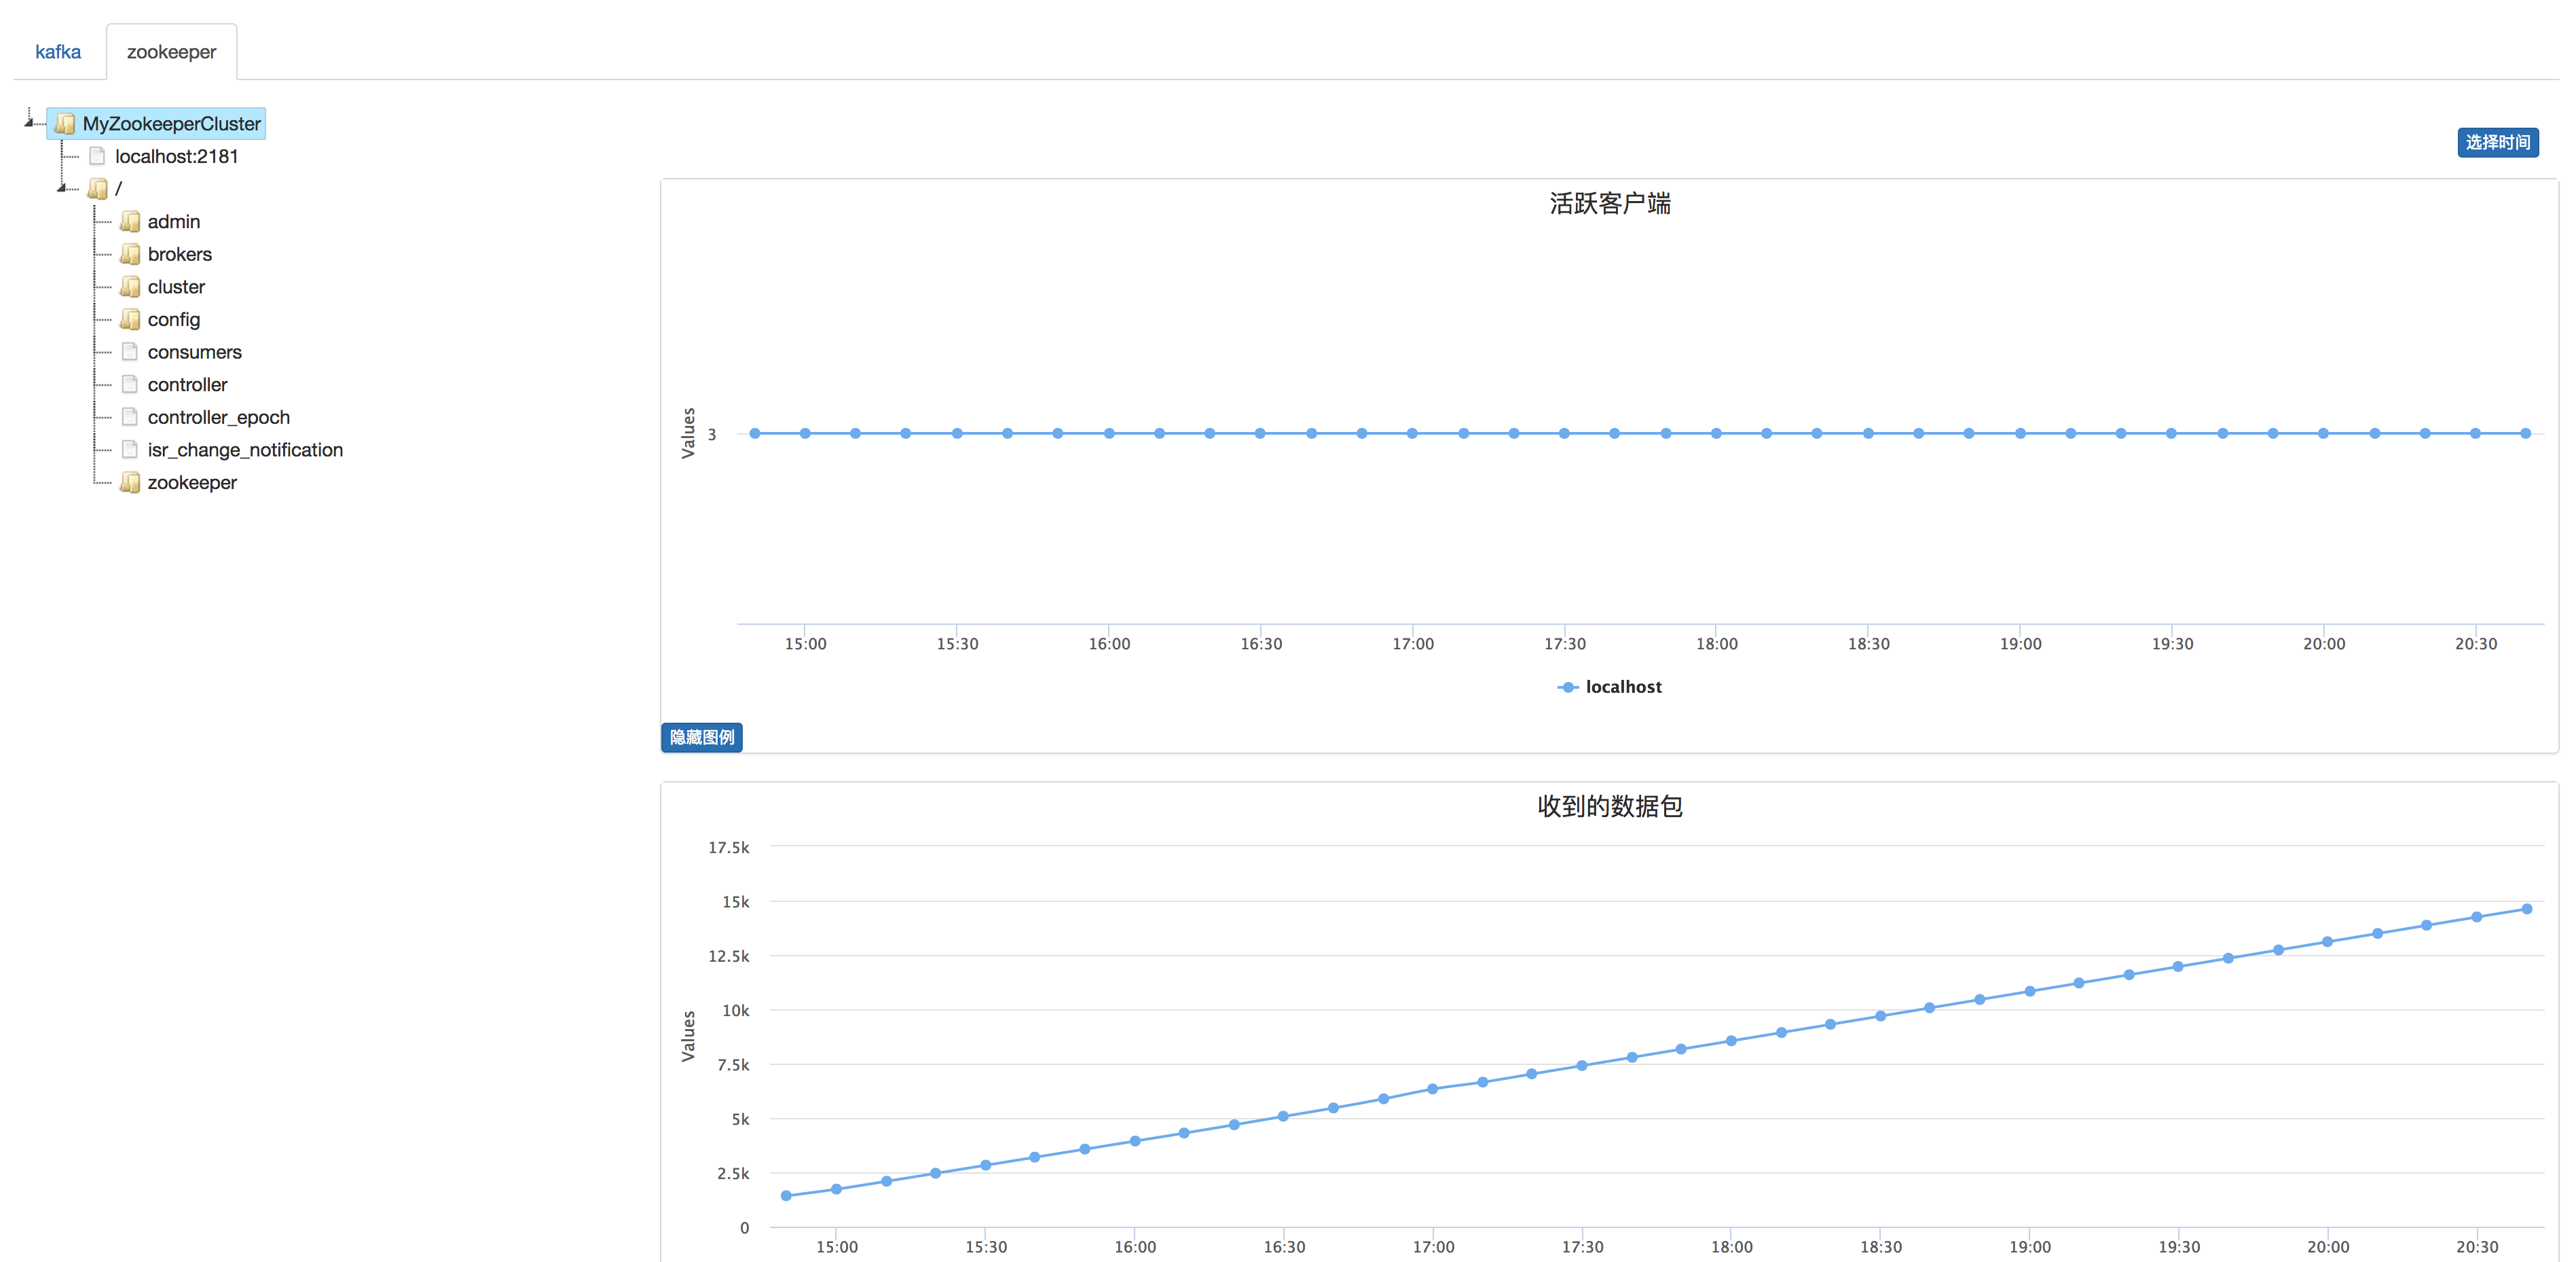 kafka
zookeeper
MyZookeeperCluster
localhost:2181
/
admin
brokers
cluster
config
consumers
controller
controller_epoch
isr_change_notification
zookeeper
选择时间
活跃客户端
Values
3
15:00 15:30 16:00 16:30 17:00 17:30 18:00 18:30 19:00 19:30 20:00 20:30
localhost
隐藏图例
收到的数据包
Values
17.5k
15k
12.5k
10k
7.5k
5k
2.5k
0
15:00 15:30 16:00 16:30 17:00 17:30 18:00 18:30 19:00 19:30 20:00 20:30